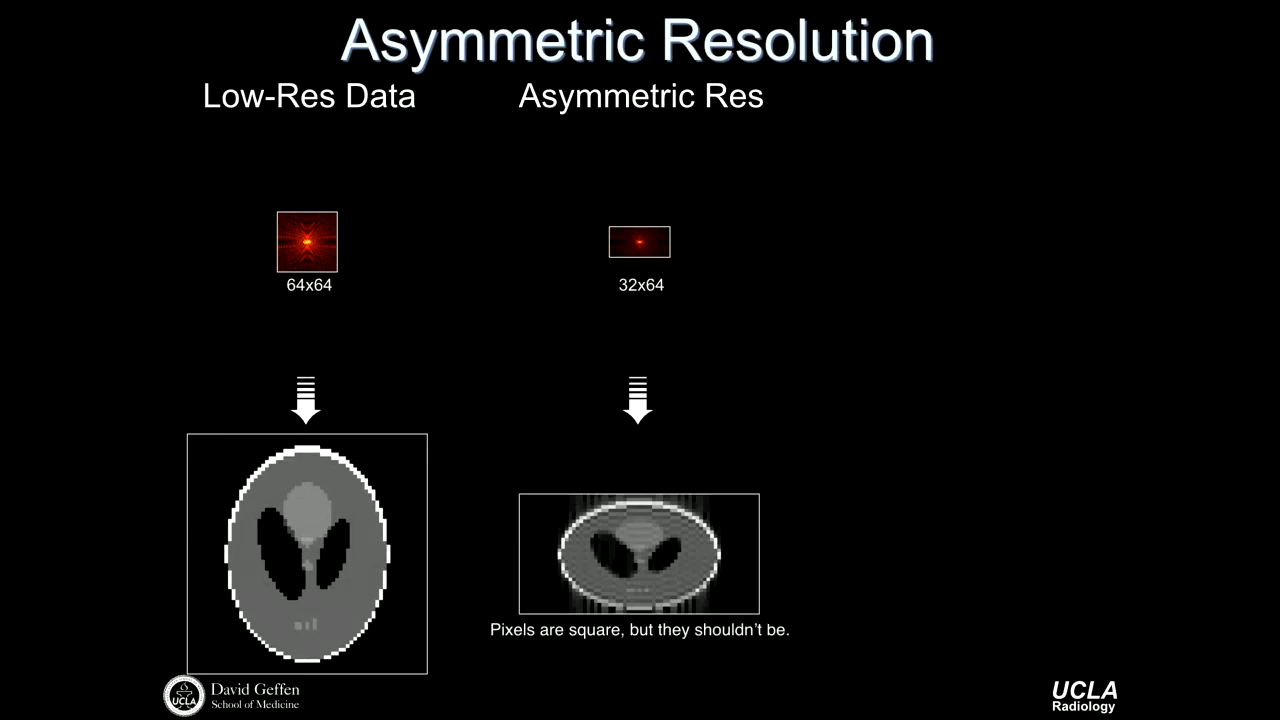 Asymmetric Resolution
Low-Res Data
Asymmetric Res
64x64
32x64
Pixels are square, but they shouldn't be.
UCLA
David Geffen
School of Medicine
UCLA
Radiology